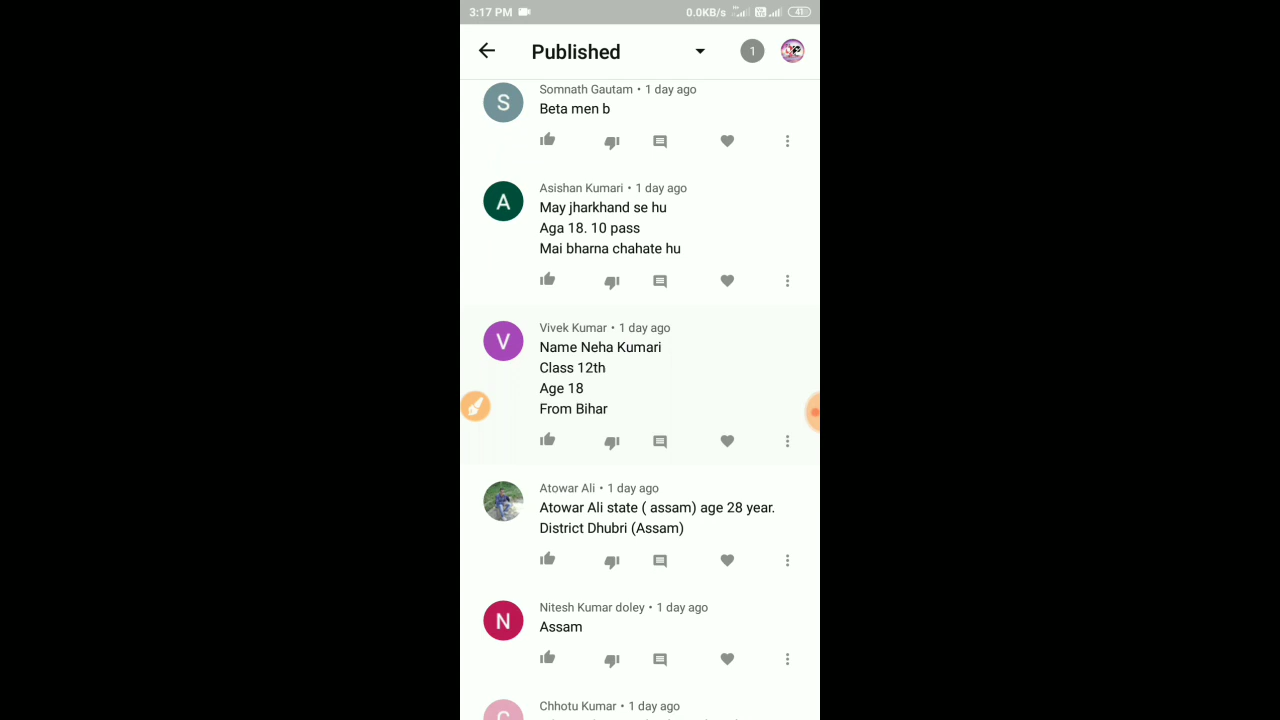 3:17 PM 0.0KB/s 41
Published 1
S Somnath Gautam • 1 day ago
Beta men b
A Asishan Kumari • 1 day ago
May jharkhand se hu
Aga 18. 10 pass
Mai bharna chahate hu
V Vivek Kumar • 1 day ago
Name Neha Kumari
Class 12th
Age 18
From Bihar
Atowar Ali • 1 day ago
Atowar Ali state ( assam) age 28 year.
District Dhubri (Assam)
N Nitesh Kumar doley • 1 day ago
Assam
C Chhotu Kumar • 1 day ago